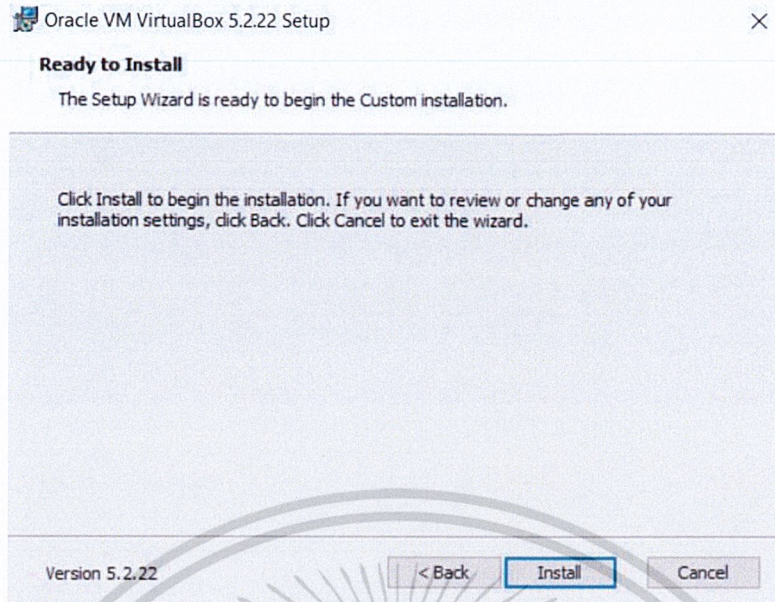 Oracle VM VirtualBox 5.2.22 Setup
Ready to Install
The Setup Wizard is ready to begin the Custom installation.
Click Install to begin the installation. If you want to review or change any of your
installation settings, click Back. Click Cancel to exit the wizard.
Version 5.2.22
< Back
Install
Cancel